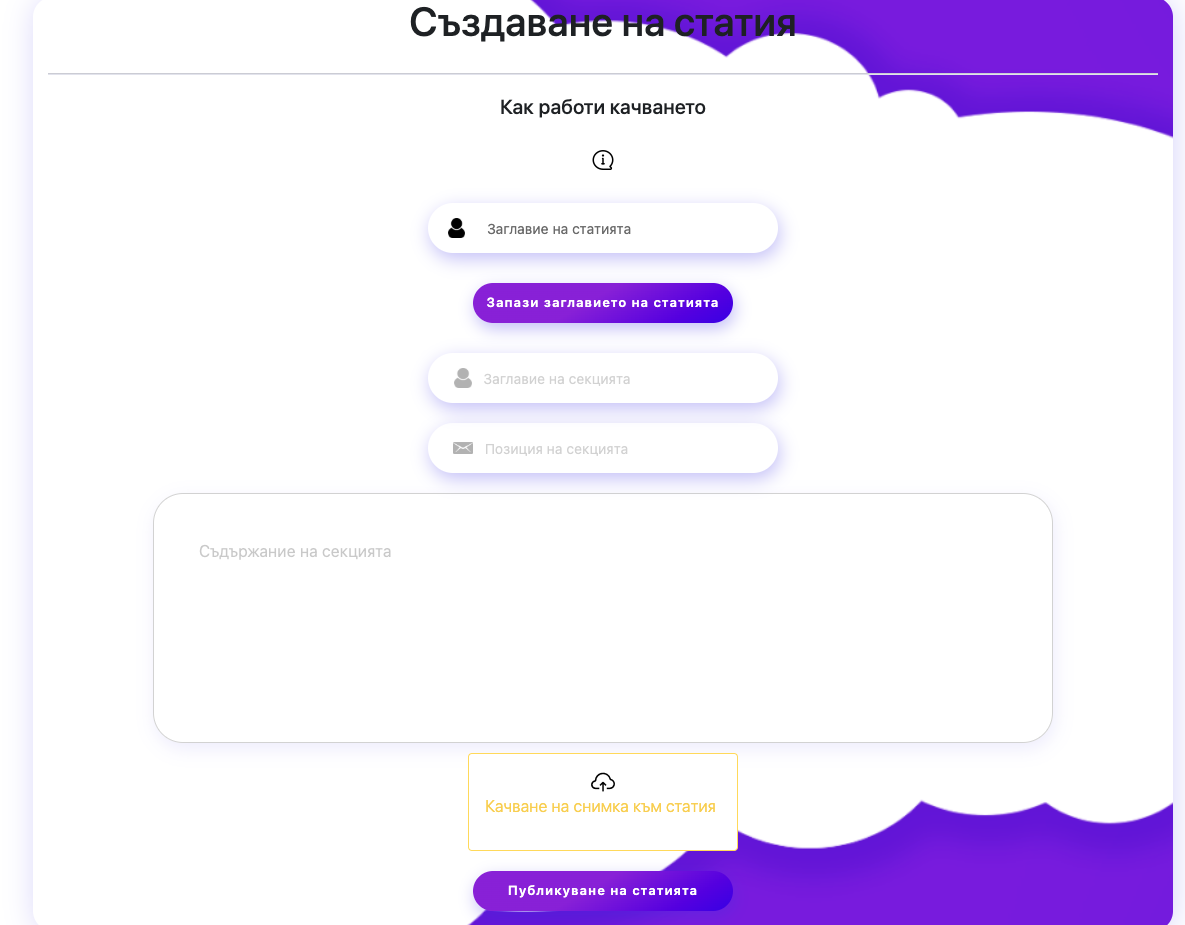 Създаване на статия
Как работи качването
Заглавие на статията
Запази заглавието на статията
Заглавие на секцията
Позиция на секцията
Съдържание на секцията
Качване на снимка към статия
Публикуване на статията